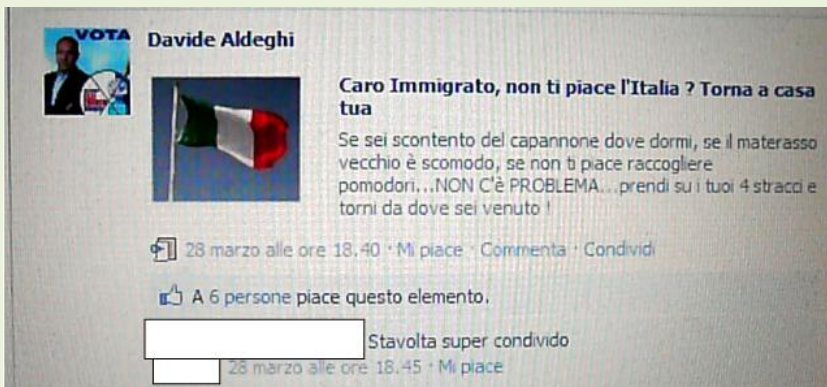 VOTA
Davide Aldeghi
Caro Immigrato, non ti piace l'Italia ? Torna a casa
tua
Se sei scontento del capannone dove dormi, se il materasso
vecchio è scomodo, se non ti piace raccogliere
pomodori...NON C'è PROBLEMA...prendi su i tuoi 4 stracci e
torni da dove sei venuto !
28 marzo alle ore 18.40 · Mi piace · Commenta · Condividi
A 6 persone piace questo elemento.
Stavolta super condivido
28 marzo alle ore 18.45 · Mi piace